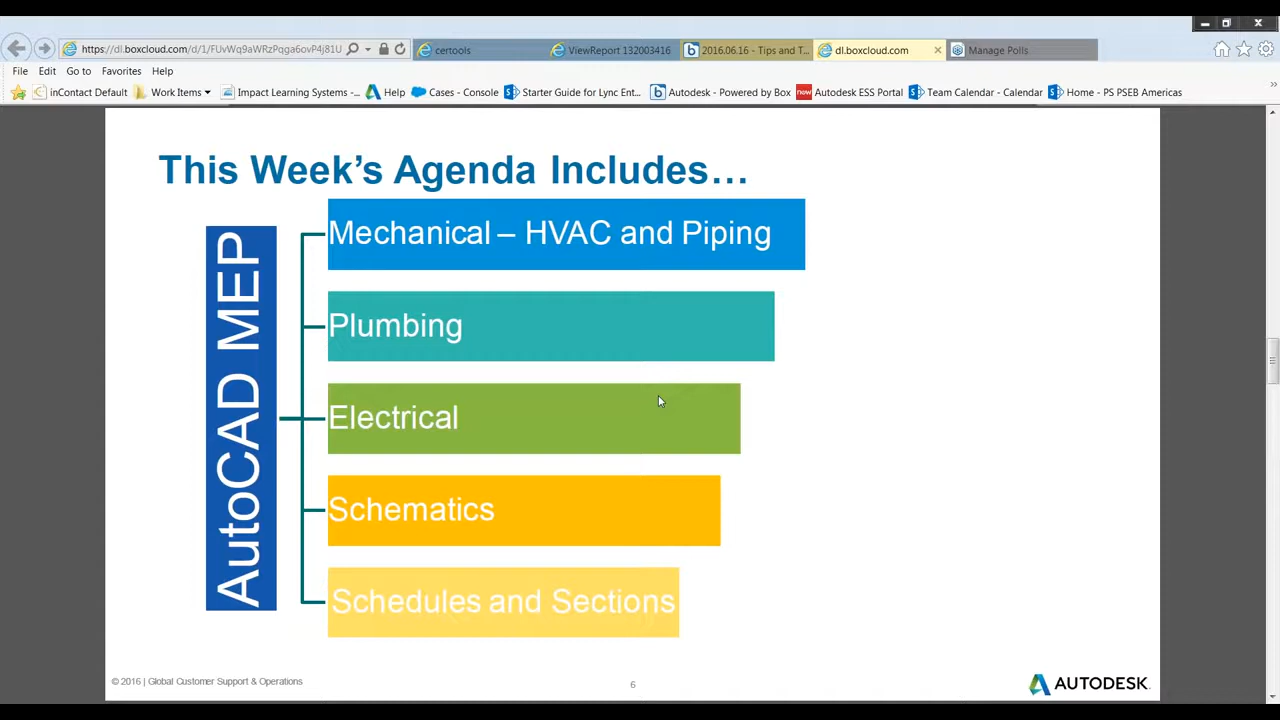 https://dl.boxcloud.com/d/1/FUvWq9aWRzPqga6ovP4j81U
certools
ViewReport 132003416
2016.06.16 - Tips and T...
dl.boxcloud.com
Manage Polls
File Edit Go to Favorites Help
inContact Default Work Items Impact Learning Systems -... Help Cases - Console Starter Guide for Lync Ent... Autodesk - Powered by Box now Autodesk ESS Portal Team Calendar - Calendar Home - PS PSEB Americas
This Week's Agenda Includes…
AutoCAD MEP
Mechanical – HVAC and Piping
Plumbing
Electrical
Schematics
Schedules and Sections
© 2016 | Global Customer Support & Operations
6
AUTODESK.